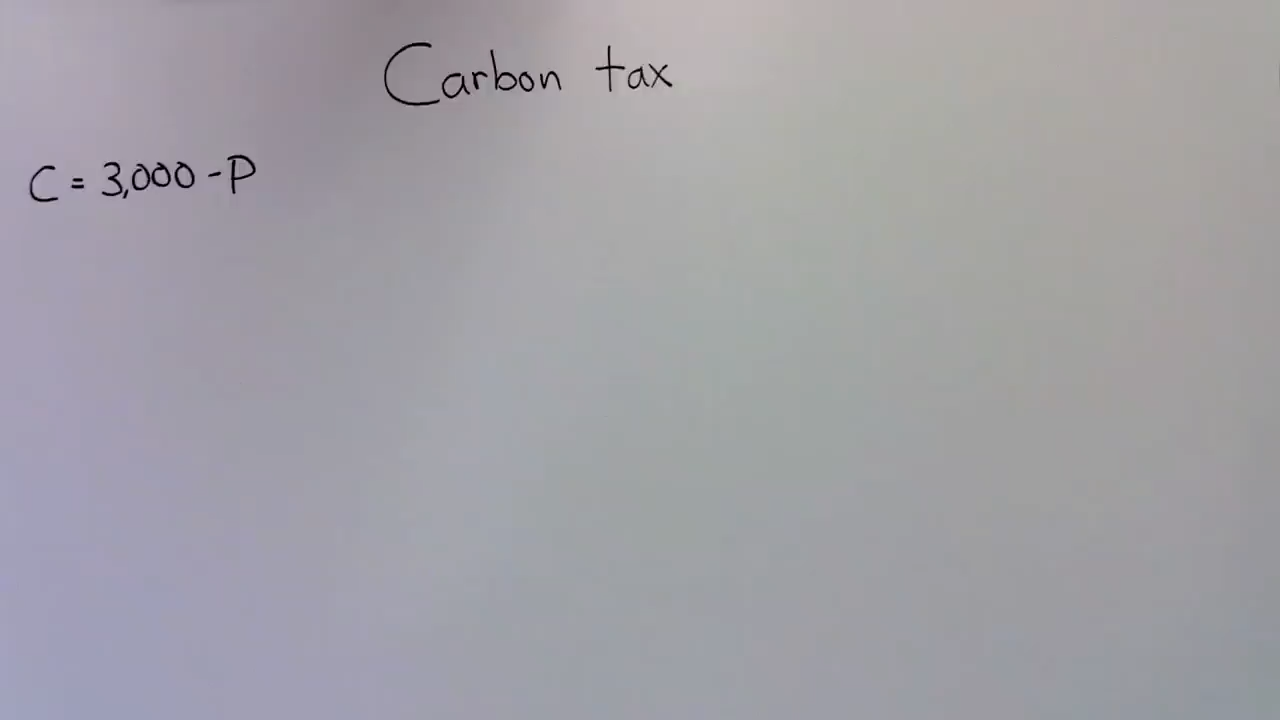 Carbon tax
C = 3,000 - P